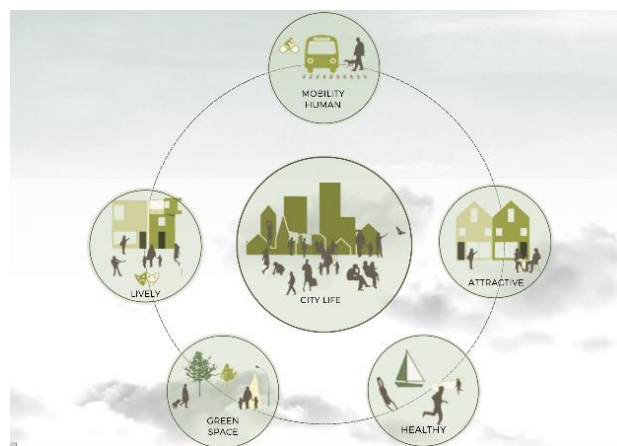 MOBILITY
HUMAN
LIVELY
CITY LIFE
ATTRACTIVE
GREEN
SPACE
HEALTHY